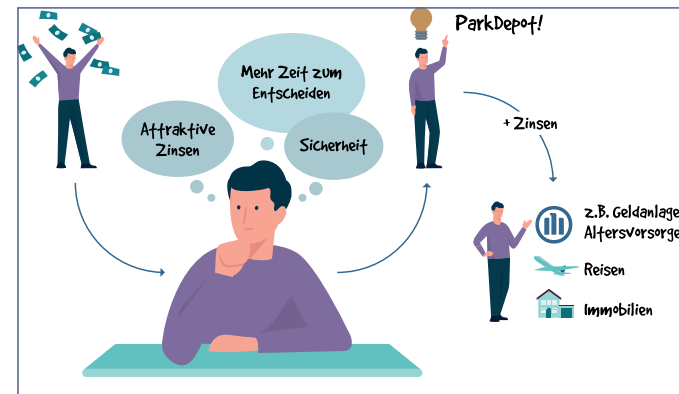 ParkDepot!
Mehr Zeit zum
Entscheiden
Attraktive
Zinsen
Sicherheit
+ Zinsen
z.B. Geldanlage
Altersvorsorge
Reisen
Immobilien